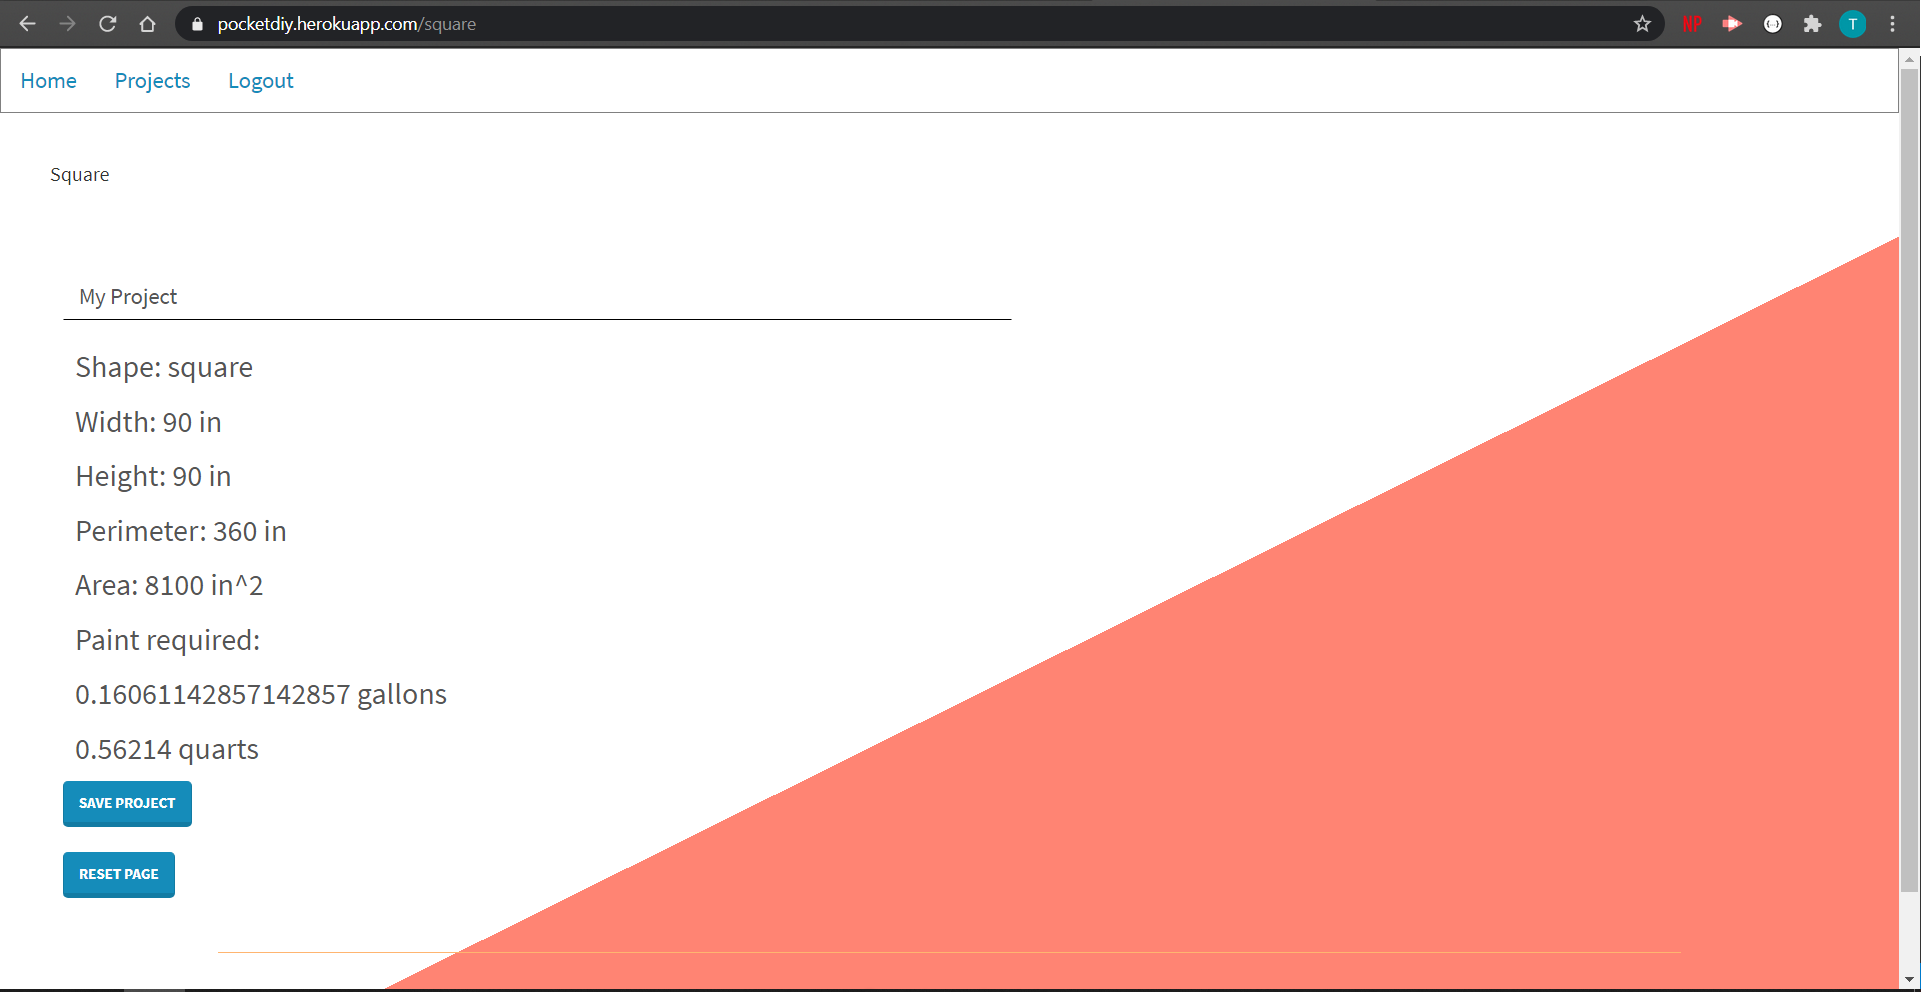 pocketdiy.herokuapp.com/square
NP
T
Home Projects Logout
Square
My Project
Shape: square
Width: 90 in
Height: 90 in
Perimeter: 360 in
Area: 8100 in^2
Paint required:
0.16061142857142857 gallons
0.56214 quarts
SAVE PROJECT
RESET PAGE